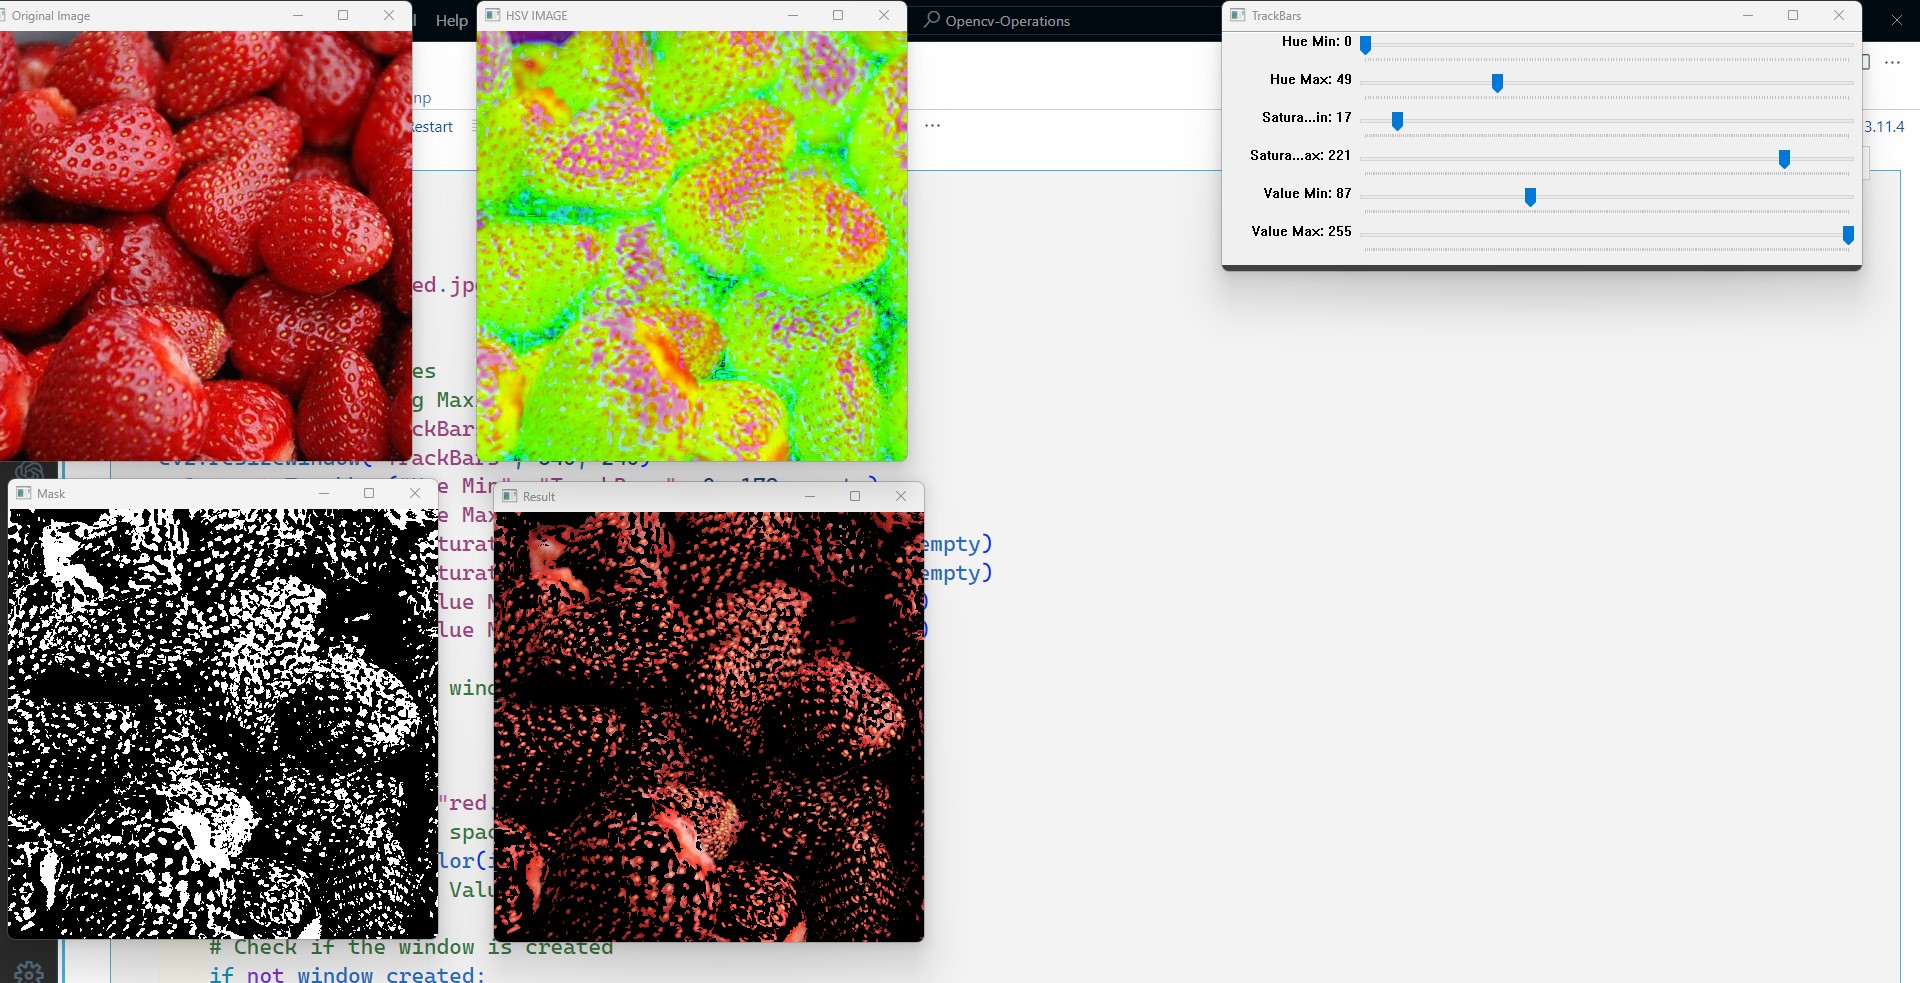 Original Image
HSV IMAGE
Help
Opencv-Operations
TrackBars
Hue Min: 0
Hue Max: 49
Satura...in: 17
Satura...ax: 221
Value Min: 87
Value Max: 255
np
estart
...
3.11.4
ed.jp
es
g Max
ckBar
Mask
Result
e Min
e Max
turat
empty)
turat
empty)
lue M
)
lue M
)
wind
"red.
spac
lor(i
Valu
# Check if the window is created
if not window created: